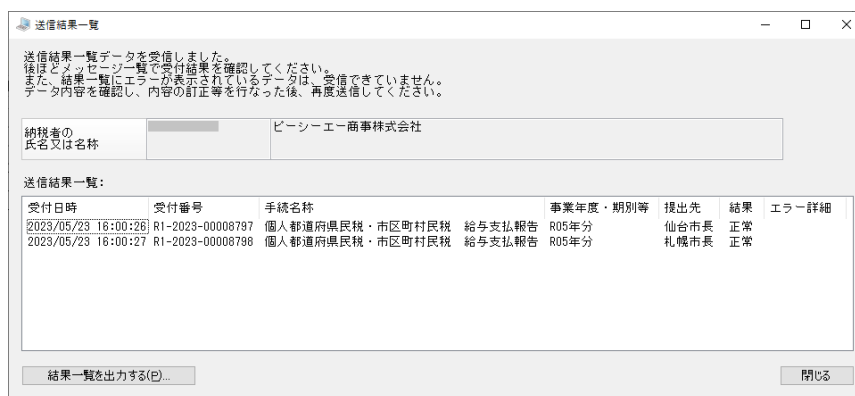 送信結果一覧
送信結果一覧データを受信しました。
後ほどメッセージ一覧で受付結果を確認してください。
また、結果一覧にエラーが表示されているデータは、受信できていません。
データ内容を確認し、内容の訂正等を行なった後、再度送信してください。
納税者の
氏名又は名称
ピーシーエー商事株式会社
送信結果一覧:
受付日時 受付番号 手続名称 事業年度・期別等 提出先 結果 エラー詳細
2023/05/23 16:00:26 R1-2023-00008797 個人都道府県民税・市区町村民税 給与支払報告 R05年分 仙台市長 正常
2023/05/23 16:00:27 R1-2023-00008798 個人都道府県民税・市区町村民税 給与支払報告 R05年分 札幌市長 正常
結果一覧を出力する(P)... 閉じる